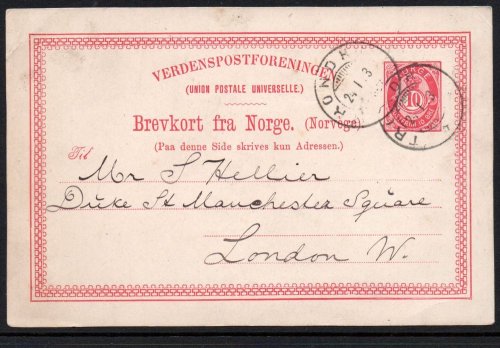 VERDENSPOSTFORENINGEN
(UNION POSTALE UNIVERSELLE.)
Brevkort fra Norge. (Norvège)
(Paa denne Side skrives kun Adressen.)
Til
Mr S Hellier
Duke St Manchester Square
London W.
10